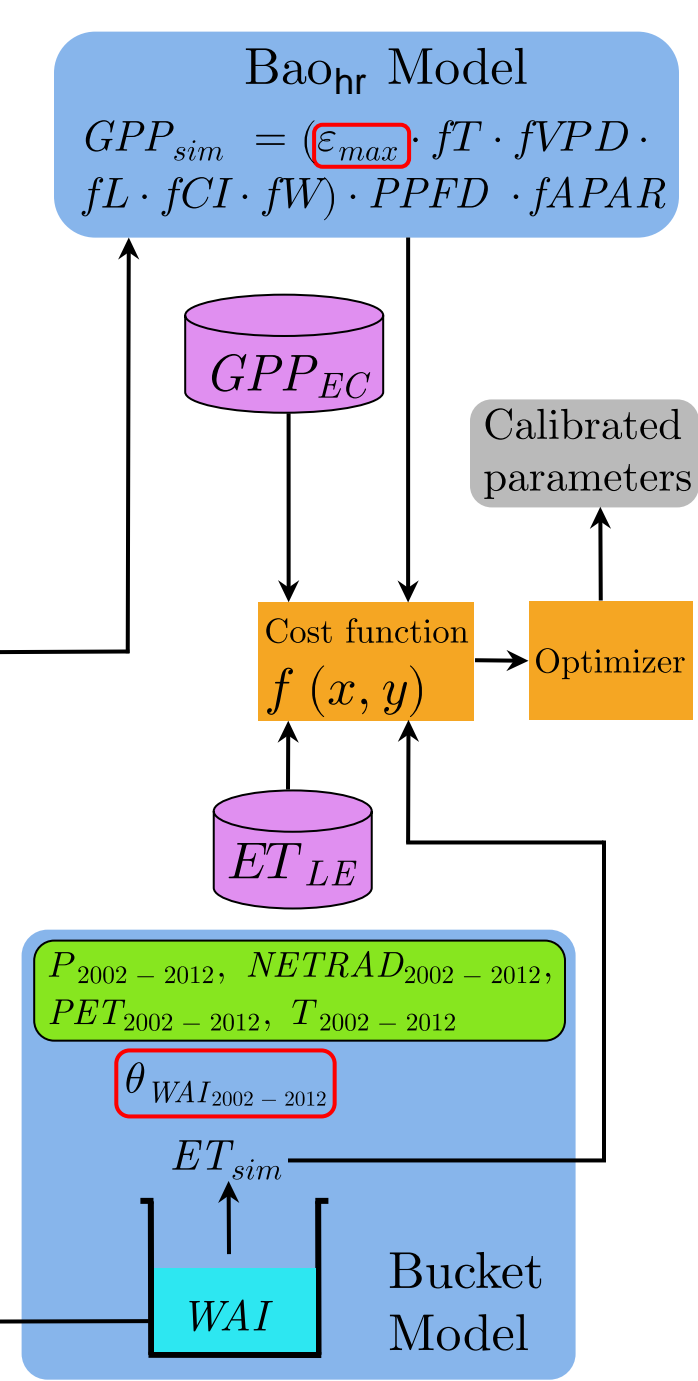 Bao_hr Model
GPP_sim = (ε_max · fT · fVPD ·
fL · fCI · fW) · PPFD · fAPAR
GPP_EC
Calibrated
parameters
Cost function
f (x, y)
Optimizer
ET_LE
P_2002 − 2012, NETRAD_2002 − 2012,
PET_2002 − 2012, T_2002 − 2012
θ_WAI_2002 − 2012
ET_sim
WAI
Bucket
Model